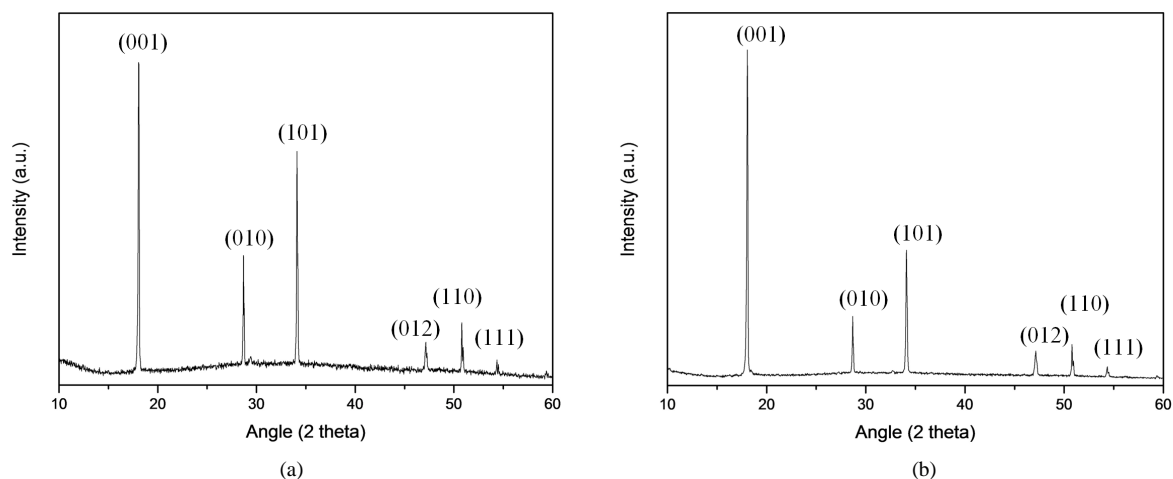 (001)
(101)
(010)
(110)
(012)
(111)
Intensity (a.u.)
10 20 30 40 50 60
Angle (2 theta)
(a)
(001)
(101)
(010)
(110)
(012)
(111)
Intensity (a.u.)
10 20 30 40 50 60
Angle (2 theta)
(b)